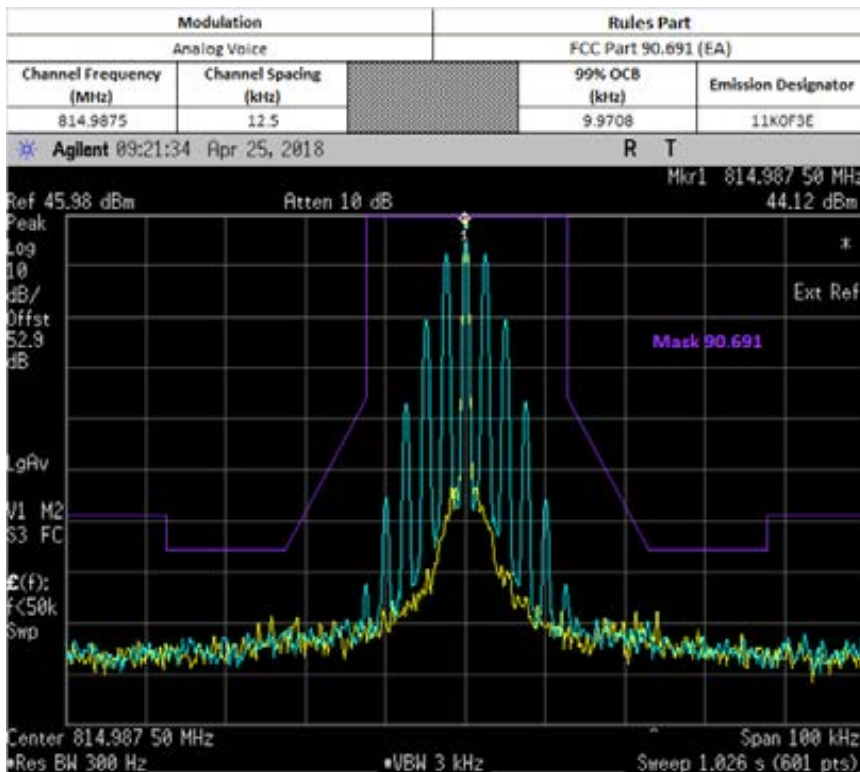 Modulation Rules Part
Analog Voice FCC Part 90.691 (EA)
Channel Frequency (MHz) Channel Spacing (kHz) 99% OCB (kHz) Emission Designator
814.9875 12.5 9.9708 11K0F3E
Agilent 09:21:34 Apr 25, 2018 R T
Mkr1 814.987 50 MHz
Ref 45.98 dBm Atten 10 dB 44.12 dBm
Peak
Log
10
dB/
Offst
52.9
dB
1
*
Ext Ref
Mask 90.691
LgAv
V1 M2
S3 FC
£(f):
f<50k
Swp
Center 814.987 50 MHz Span 100 kHz
*Res BW 300 Hz *VBW 3 kHz Sweep 1.026 s (601 pts)